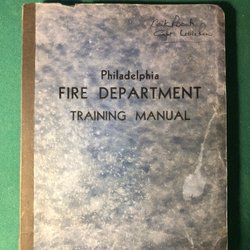 Philadelphia
FIRE DEPARTMENT
TRAINING MANUAL